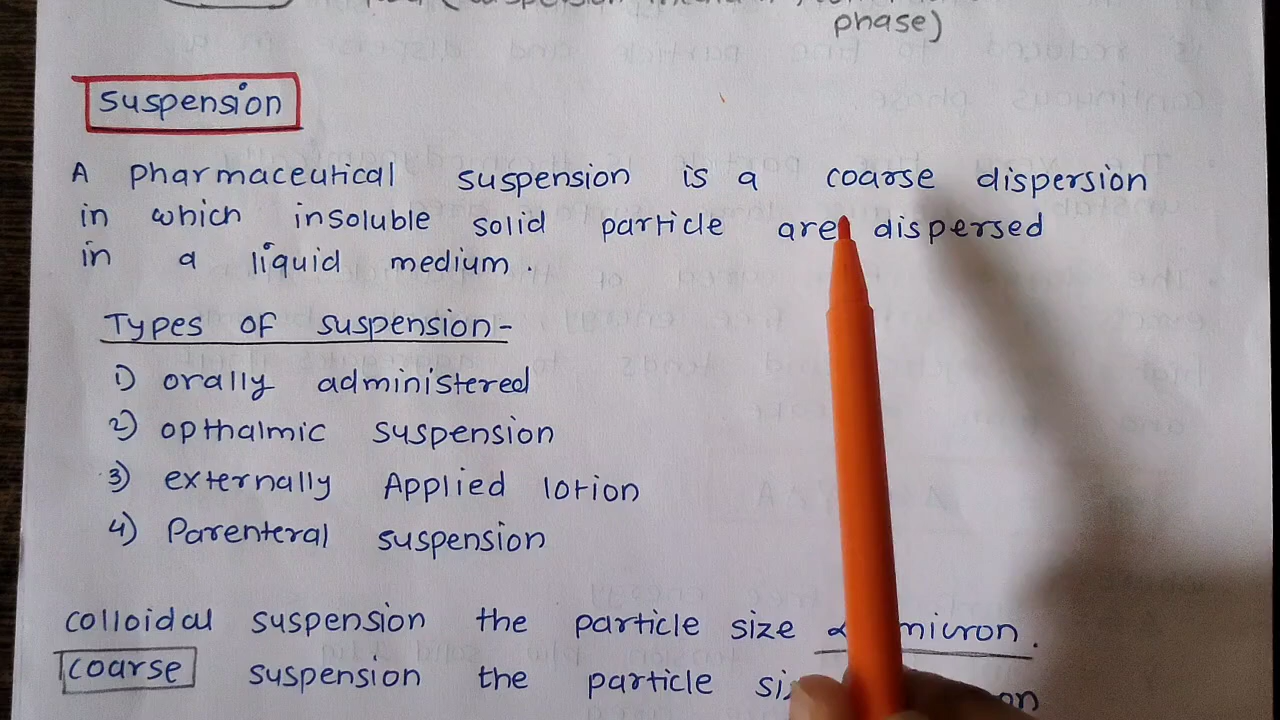 phase)
suspension
A pharmaceutical suspension is a coarse dispersion
in which insoluble solid particle are dispersed
in a liquid medium.
Types of suspension-
1) orally administered
2) opthalmic suspension
3) externally Applied lotion
4) Parenteral suspension
colloidal suspension the particle size micron.
coarse suspension the particle